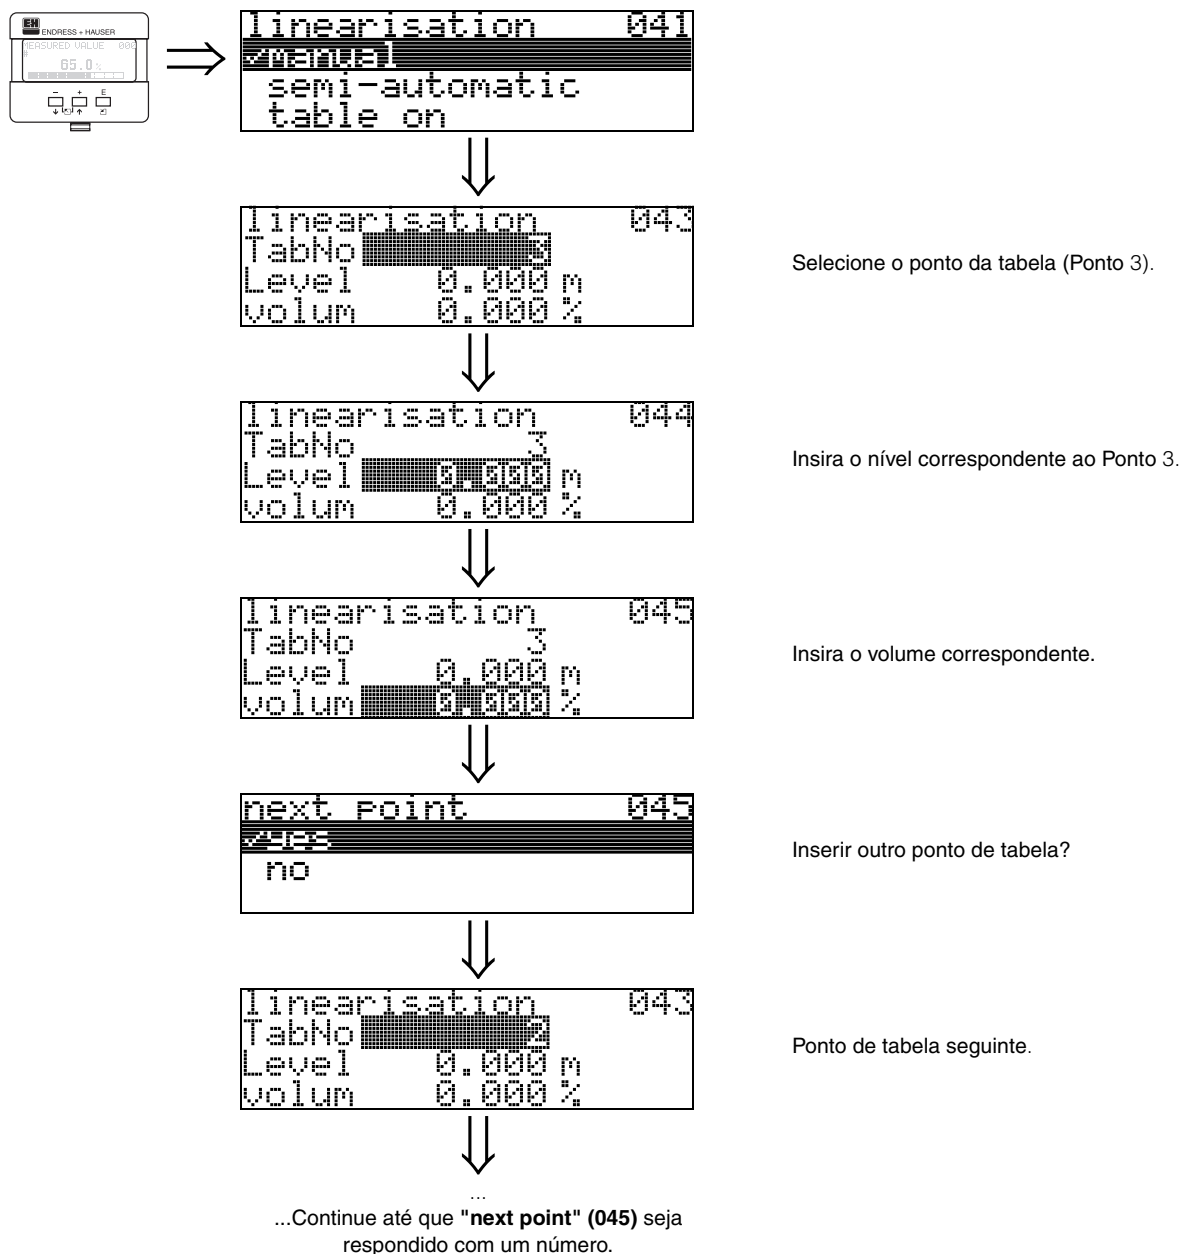 EH
ENDRESS + HAUSER
MEASURED VALUE 000
65.0 %
- + E
linearisation 041
✓manual
semi-automatic
table on
linearisation 043
TabNo 3
Level 0.000 m
volum 0.000 %
Selecione o ponto da tabela (Ponto 3).
linearisation 044
TabNo 3
Level 0.000 m
volum 0.000 %
Insira o nível correspondente ao Ponto 3.
linearisation 045
TabNo 3
Level 0.000 m
volum 0.000 %
Insira o volume correspondente.
next point 045
✓yes
no
Inserir outro ponto de tabela?
linearisation 043
TabNo 2
Level 0.000 m
volum 0.000 %
Ponto de tabela seguinte.
...
...Continue até que "next point" (045) seja
respondido com um número.